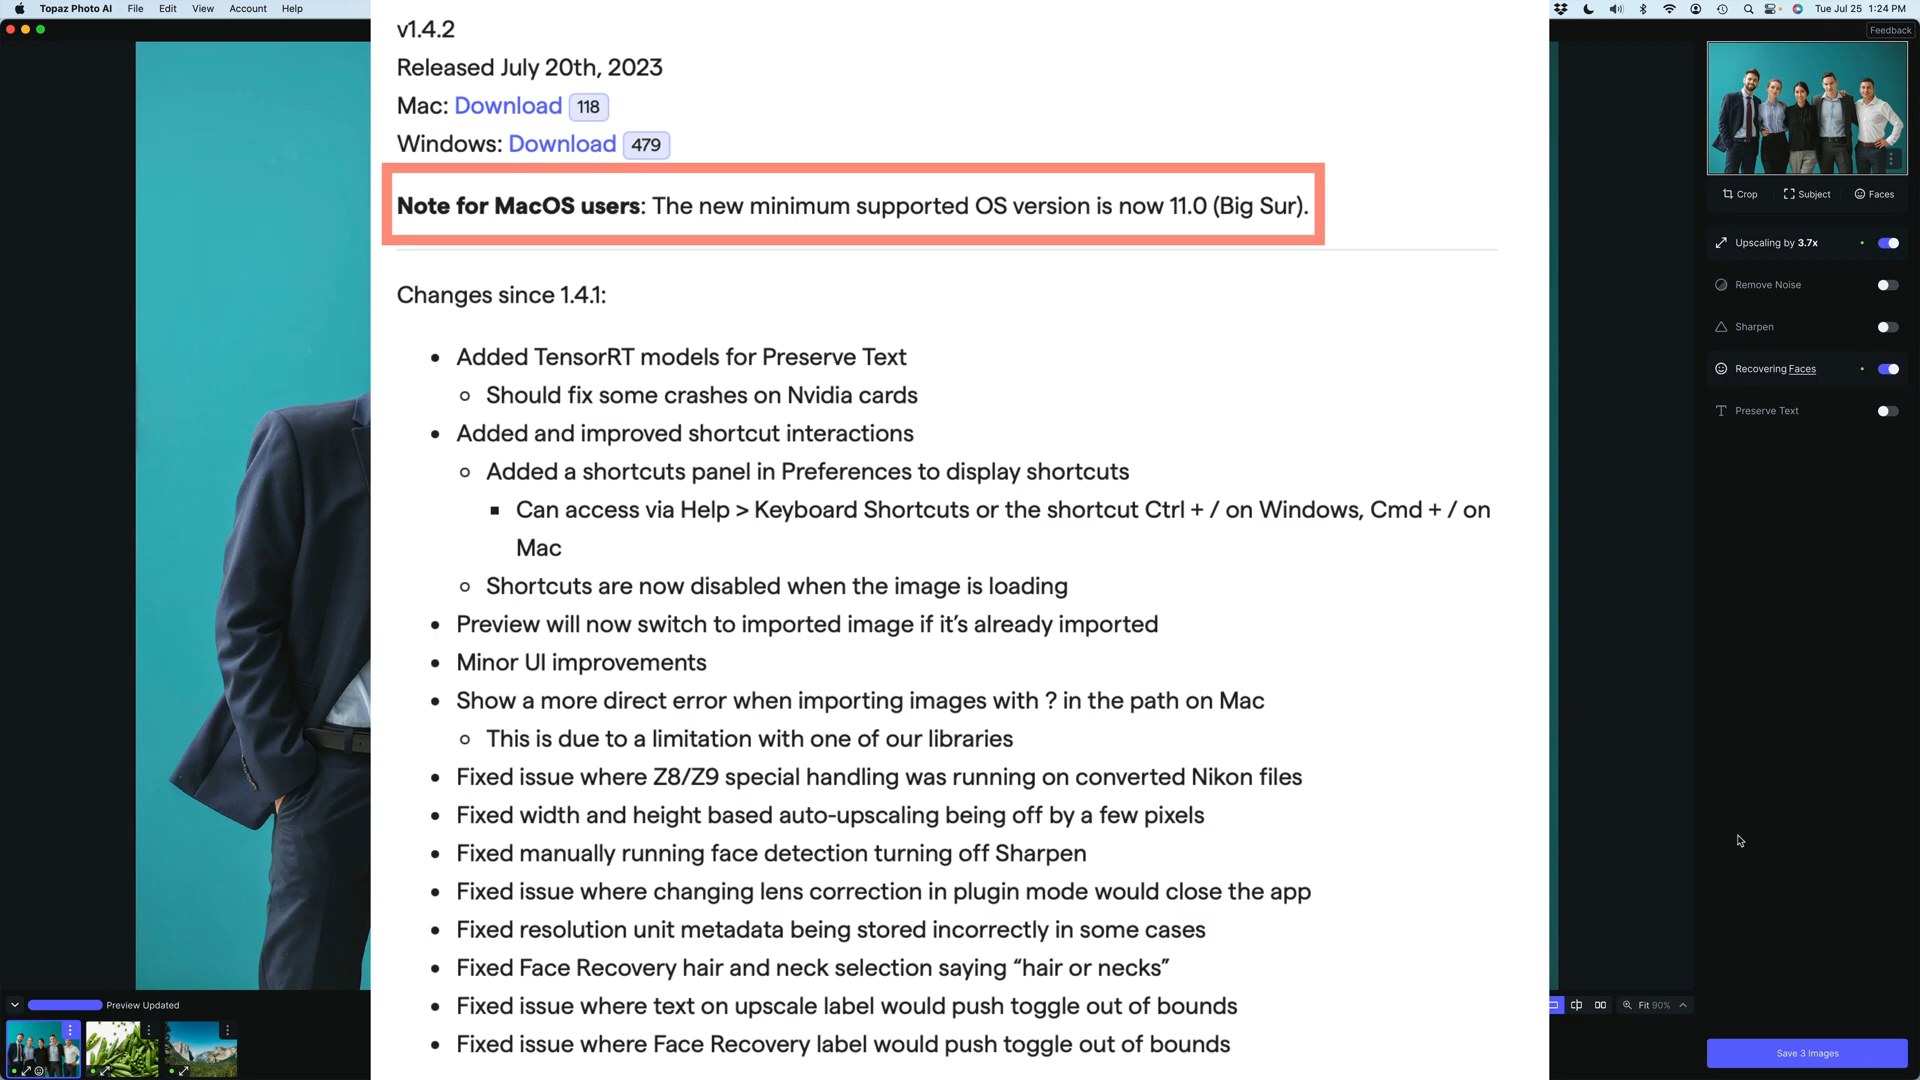 Topaz Photo AI File Edit View Account Help
Tue Jul 25 1:24 PM
Feedback
v1.4.2
Released July 20th, 2023
Mac: Download 118
Windows: Download 479
Note for MacOS users: The new minimum supported OS version is now 11.0 (Big Sur).
Changes since 1.4.1:
• Added TensorRT models for Preserve Text
◦ Should fix some crashes on Nvidia cards
• Added and improved shortcut interactions
◦ Added a shortcuts panel in Preferences to display shortcuts
▪ Can access via Help > Keyboard Shortcuts or the shortcut Ctrl + / on Windows, Cmd + / on
Mac
◦ Shortcuts are now disabled when the image is loading
• Preview will now switch to imported image if it’s already imported
• Minor UI improvements
• Show a more direct error when importing images with ? in the path on Mac
◦ This is due to a limitation with one of our libraries
• Fixed issue where Z8/Z9 special handling was running on converted Nikon files
• Fixed width and height based auto-upscaling being off by a few pixels
• Fixed manually running face detection turning off Sharpen
• Fixed issue where changing lens correction in plugin mode would close the app
• Fixed resolution unit metadata being stored incorrectly in some cases
• Fixed Face Recovery hair and neck selection saying “hair or necks”
• Fixed issue where text on upscale label would push toggle out of bounds
• Fixed issue where Face Recovery label would push toggle out of bounds
Crop Subject Faces
Upscaling by 3.7x
Remove Noise
Sharpen
Recovering Faces
Preserve Text
Preview Updated
Fit 90%
Save 3 Images